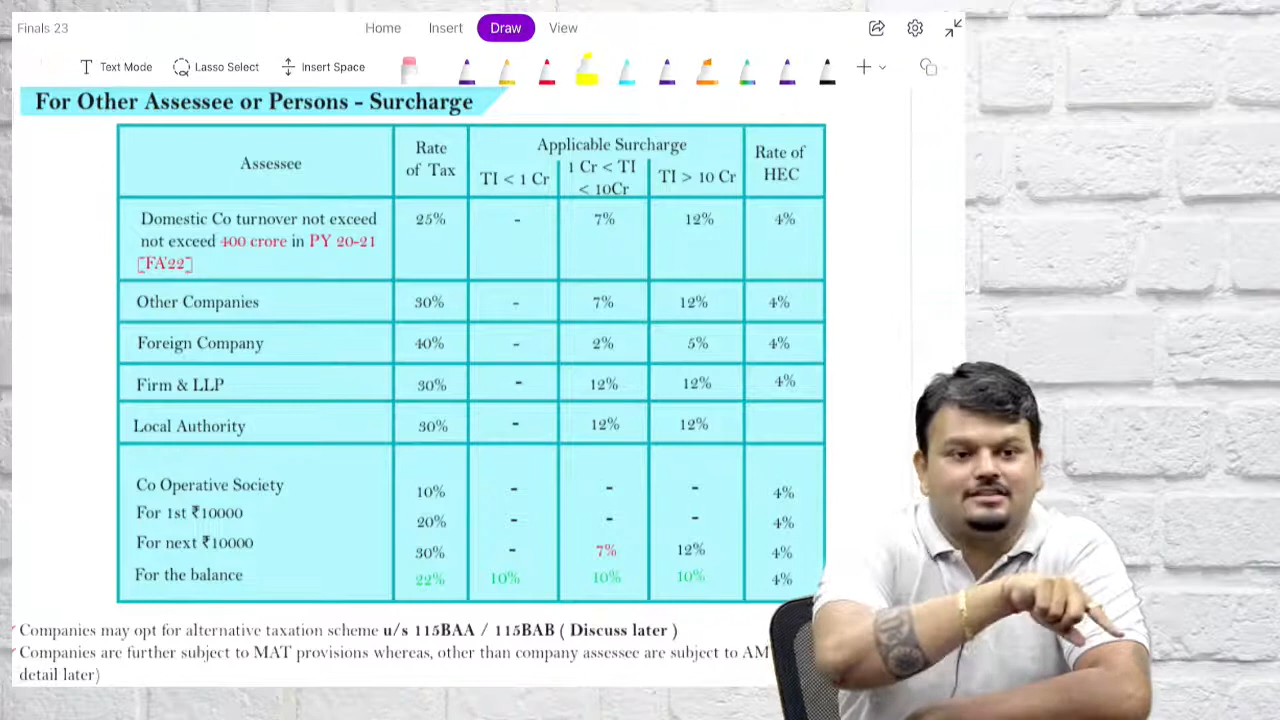 Finals 23
Home Insert Draw View
Text Mode Lasso Select Insert Space
For Other Assessee or Persons - Surcharge
Assessee
Rate of Tax
Applicable Surcharge
TI < 1 Cr
1 Cr < TI < 10Cr
TI > 10 Cr
Rate of HEC
Domestic Co turnover not exceed
not exceed 400 crore in PY 20-21
[FA'22]
25% - 7% 12% 4%
Other Companies 30% - 7% 12% 4%
Foreign Company 40% - 2% 5% 4%
Firm & LLP 30% - 12% 12% 4%
Local Authority 30% - 12% 12%
Co Operative Society
For 1st ₹10000 10% - - - 4%
For next ₹10000 20% - - - 4%
For the balance 30% - 7% 12% 4%
22% 10% 10% 10% 4%
Companies may opt for alternative taxation scheme u/s 115BAA / 115BAB ( Discuss later )
Companies are further subject to MAT provisions whereas, other than company assessee are subject to AM
detail later)